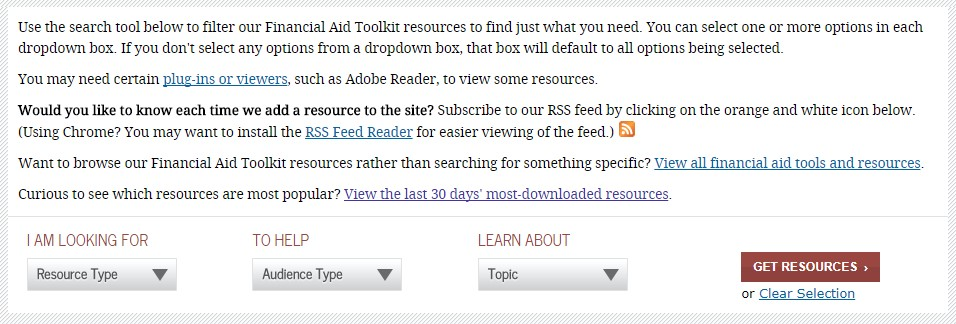 Use the search tool below to filter our Financial Aid Toolkit resources to find just what you need. You can select one or more options in each
dropdown box. If you don't select any options from a dropdown box, that box will default to all options being selected.
You may need certain plug-ins or viewers, such as Adobe Reader, to view some resources.
Would you like to know each time we add a resource to the site? Subscribe to our RSS feed by clicking on the orange and white icon below.
(Using Chrome? You may want to install the RSS Feed Reader for easier viewing of the feed.)
Want to browse our Financial Aid Toolkit resources rather than searching for something specific? View all financial aid tools and resources.
Curious to see which resources are most popular? View the last 30 days' most-downloaded resources.
I AM LOOKING FOR TO HELP LEARN ABOUT
Resource Type Audience Type Topic GET RESOURCES ›
or Clear Selection